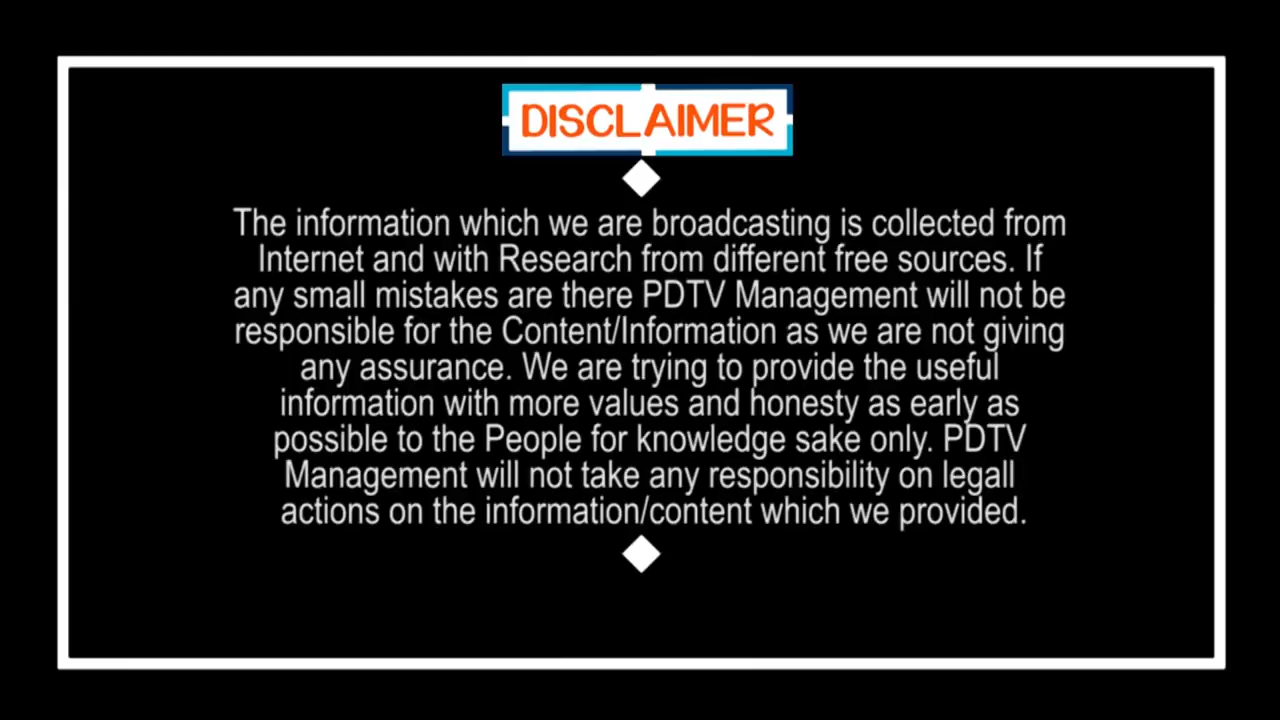 DISCLAIMER
The information which we are broadcasting is collected from
Internet and with Research from different free sources. If
any small mistakes are there PDTV Management will not be
responsible for the Content/Information as we are not giving
any assurance. We are trying to provide the useful
information with more values and honesty as early as
possible to the People for knowledge sake only. PDTV
Management will not take any responsibility on legall
actions on the information/content which we provided.